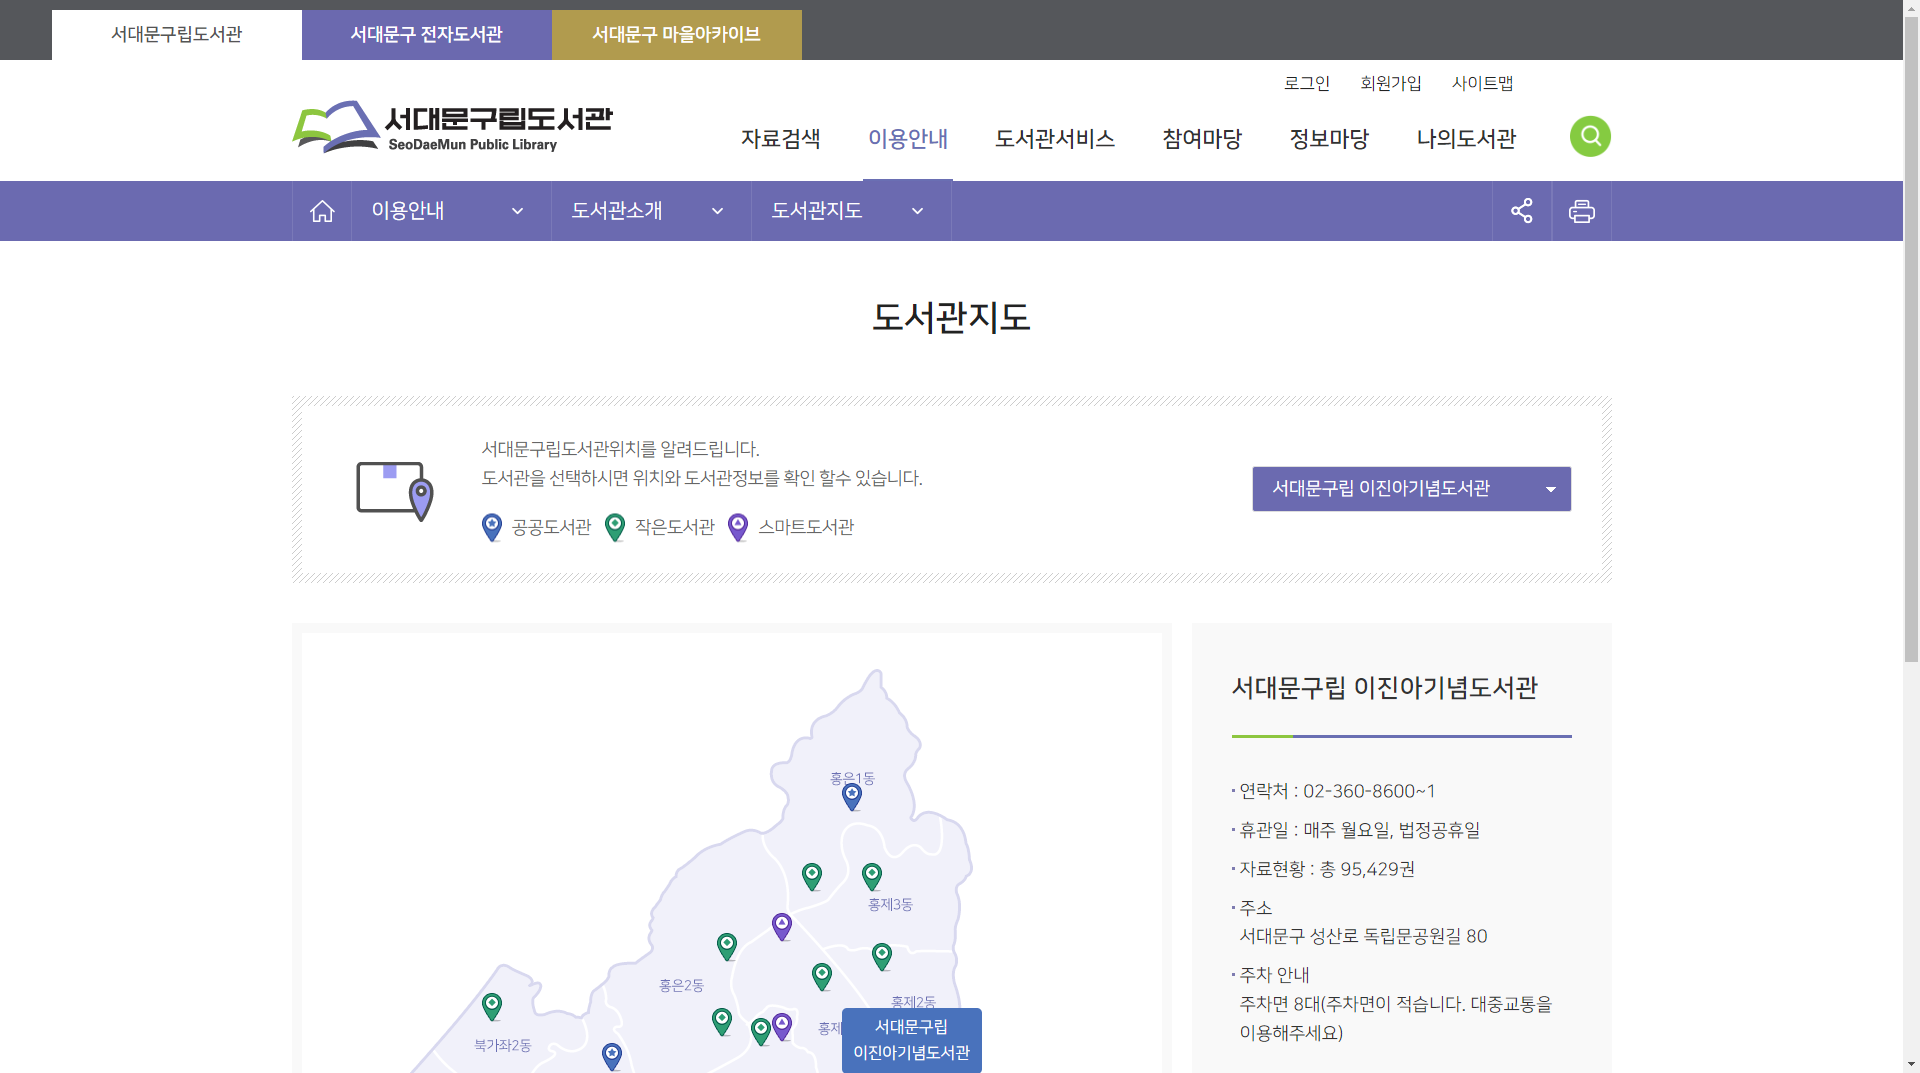 서대문구립도서관
서대문구 전자도서관
서대문구 마을아카이브
로그인
회원가입
사이트맵
서대문구립도서관
SeoDaeMun Public Library
자료검색
이용안내
도서관서비스
참여마당
정보마당
나의도서관
이용안내
도서관소개
도서관지도
도서관지도
서대문구립도서관위치를 알려드립니다.
도서관을 선택하시면 위치와 도서관정보를 확인 할수 있습니다.
공공도서관
작은도서관
스마트도서관
서대문구립 이진아기념도서관
홍은1동
홍제3동
홍은2동
홍제2동
홍제
북가좌2동
서대문구립
이진아기념도서관
서대문구립 이진아기념도서관
연락처 : 02-360-8600~1
휴관일 : 매주 월요일, 법정공휴일
자료현황 : 총 95,429권
주소
서대문구 성산로 독립문공원길 80
주차 안내
주차면 8대(주차면이 적습니다. 대중교통을
이용해주세요)